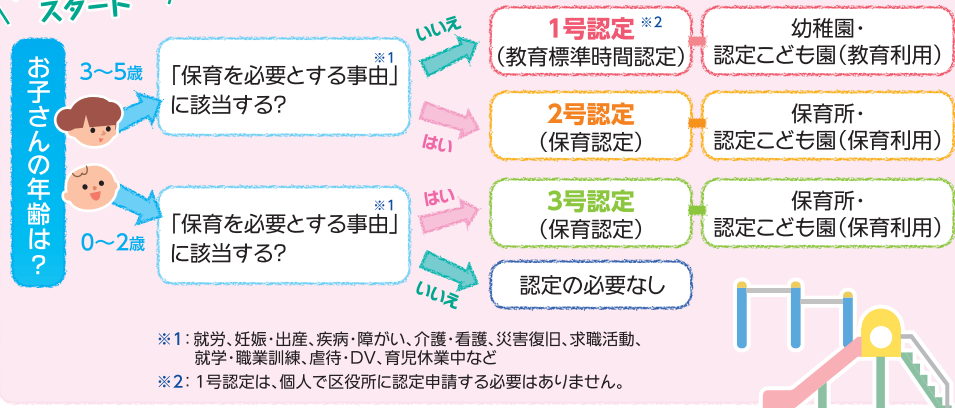 スタート
お子さんの年齢は？
3～5歳
「保育を必要とする事由」※1
に該当する？
いいえ
1号認定 ※2
（教育標準時間認定）
幼稚園・
認定こども園（教育利用）
はい
2号認定
（保育認定）
保育所・
認定こども園（保育利用）
0～2歳
「保育を必要とする事由」※1
に該当する？
はい
3号認定
（保育認定）
保育所・
認定こども園（保育利用）
いいえ
認定の必要なし
※1：就労、妊娠・出産、疾病・障がい、介護・看護、災害復旧、求職活動、
就学・職業訓練、虐待・DV、育児休業中など
※2：1号認定は、個人で区役所に認定申請する必要はありません。